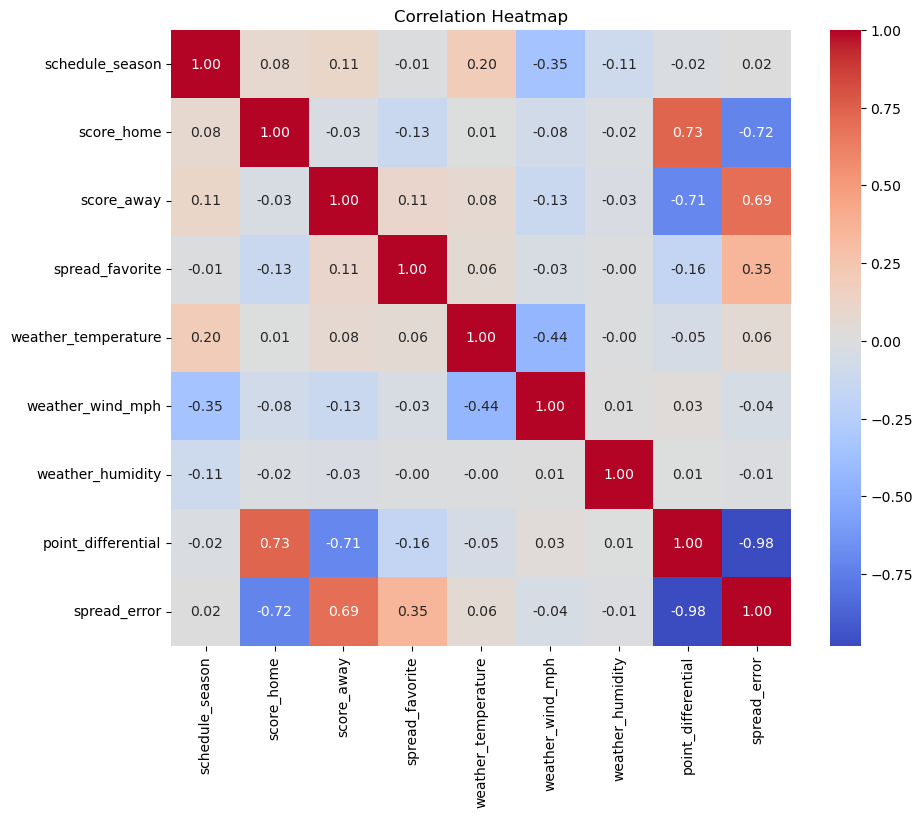 Correlation Heatmap
schedule_season 1.00 0.08 0.11 -0.01 0.20 -0.35 -0.11 -0.02 0.02
score_home 0.08 1.00 -0.03 -0.13 0.01 -0.08 -0.02 0.73 -0.72
score_away 0.11 -0.03 1.00 0.11 0.08 -0.13 -0.03 -0.71 0.69
spread_favorite -0.01 -0.13 0.11 1.00 0.06 -0.03 -0.00 -0.16 0.35
weather_temperature 0.20 0.01 0.08 0.06 1.00 -0.44 -0.00 -0.05 0.06
weather_wind_mph -0.35 -0.08 -0.13 -0.03 -0.44 1.00 0.01 0.03 -0.04
weather_humidity -0.11 -0.02 -0.03 -0.00 -0.00 0.01 1.00 0.01 -0.01
point_differential -0.02 0.73 -0.71 -0.16 -0.05 0.03 0.01 1.00 -0.98
spread_error 0.02 -0.72 0.69 0.35 0.06 -0.04 -0.01 -0.98 1.00
schedule_season
score_home
score_away
spread_favorite
weather_temperature
weather_wind_mph
weather_humidity
point_differential
spread_error
1.00
0.75
0.50
0.25
0.00
−0.25
−0.50
−0.75